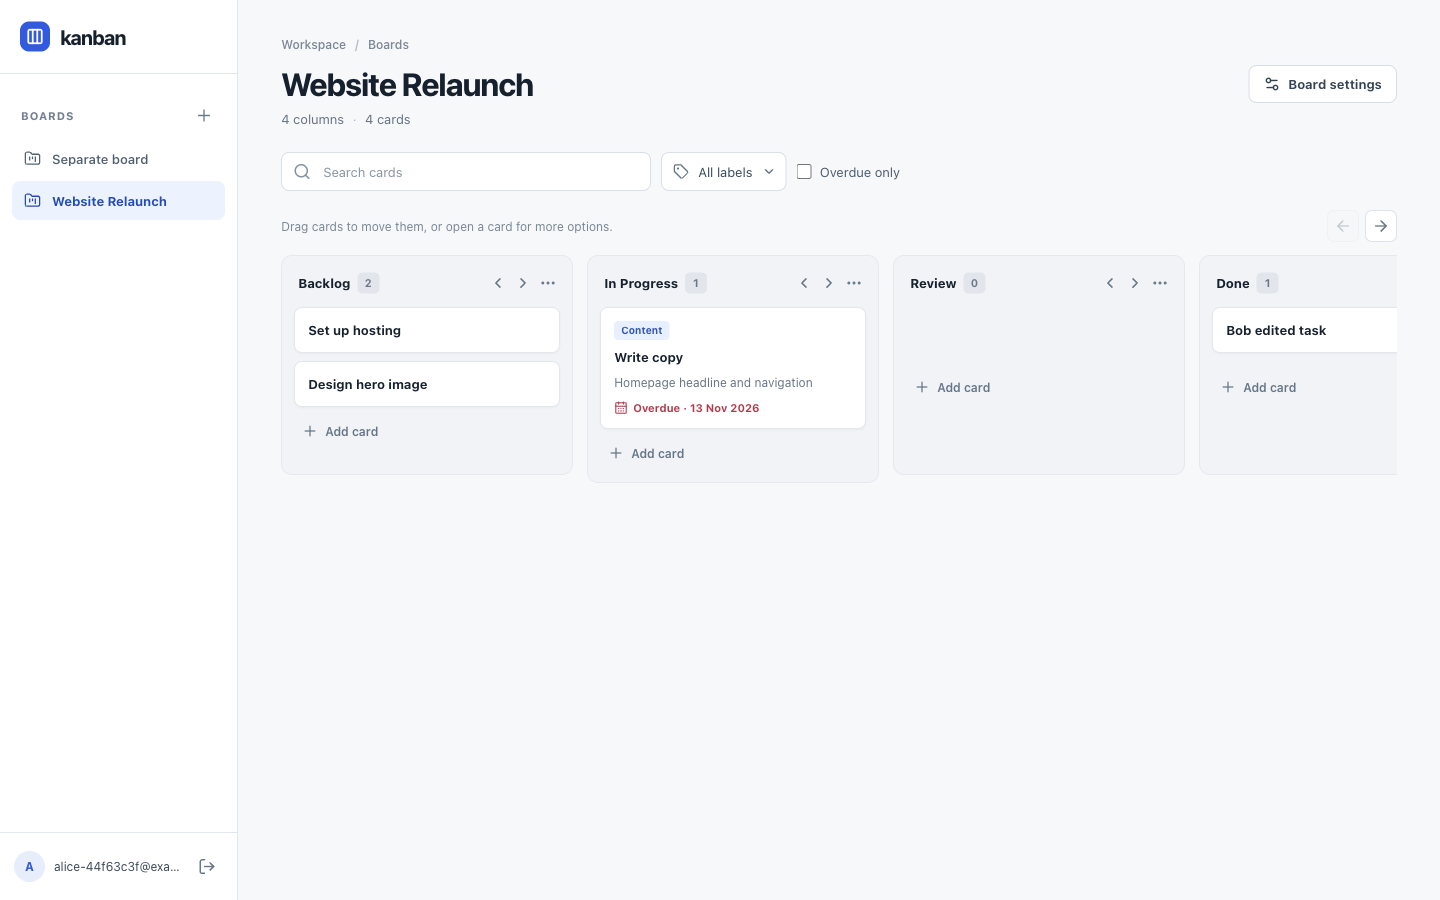 kanban
BOARDS
Separate board
Website Relaunch
alice-44f63c3f@exa...
A
Workspace / Boards
Website Relaunch
4 columns · 4 cards
Board settings
Search cards
All labels
Overdue only
Drag cards to move them, or open a card for more options.
Backlog 2
Set up hosting
Design hero image
Add card
In Progress 1
Content
Write copy
Homepage headline and navigation
Overdue · 13 Nov 2026
Add card
Review 0
Add card
Done 1
Bob edited task
Add card